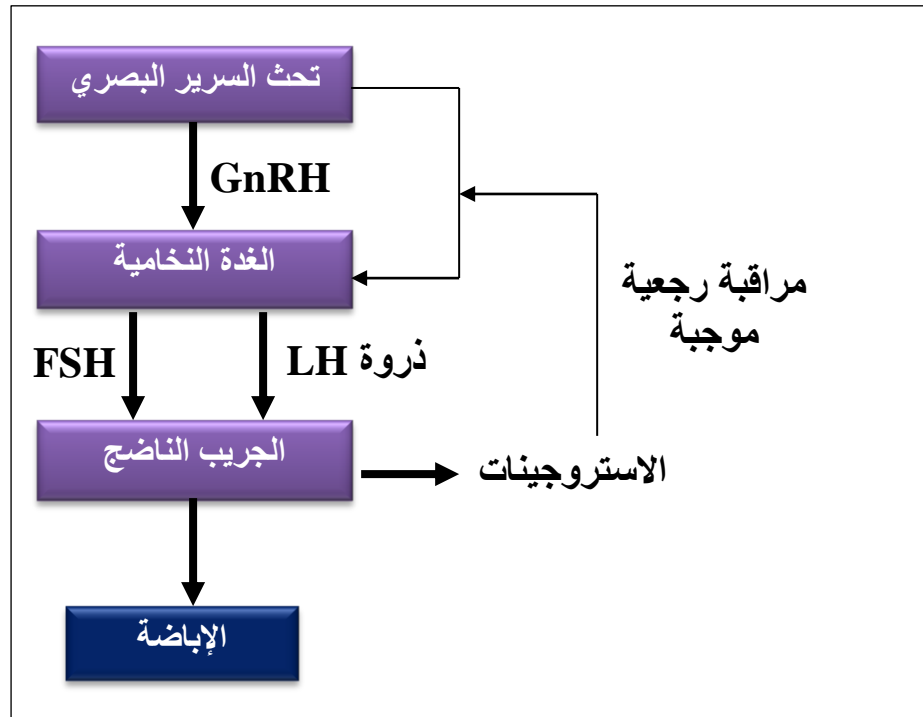 تحث السرير البصري
GnRH
الغدة النخامية
مراقبة رجعية
موجبة
FSH
ذروة LH
الجريب الناضج
الاستروجينات
الإباضة